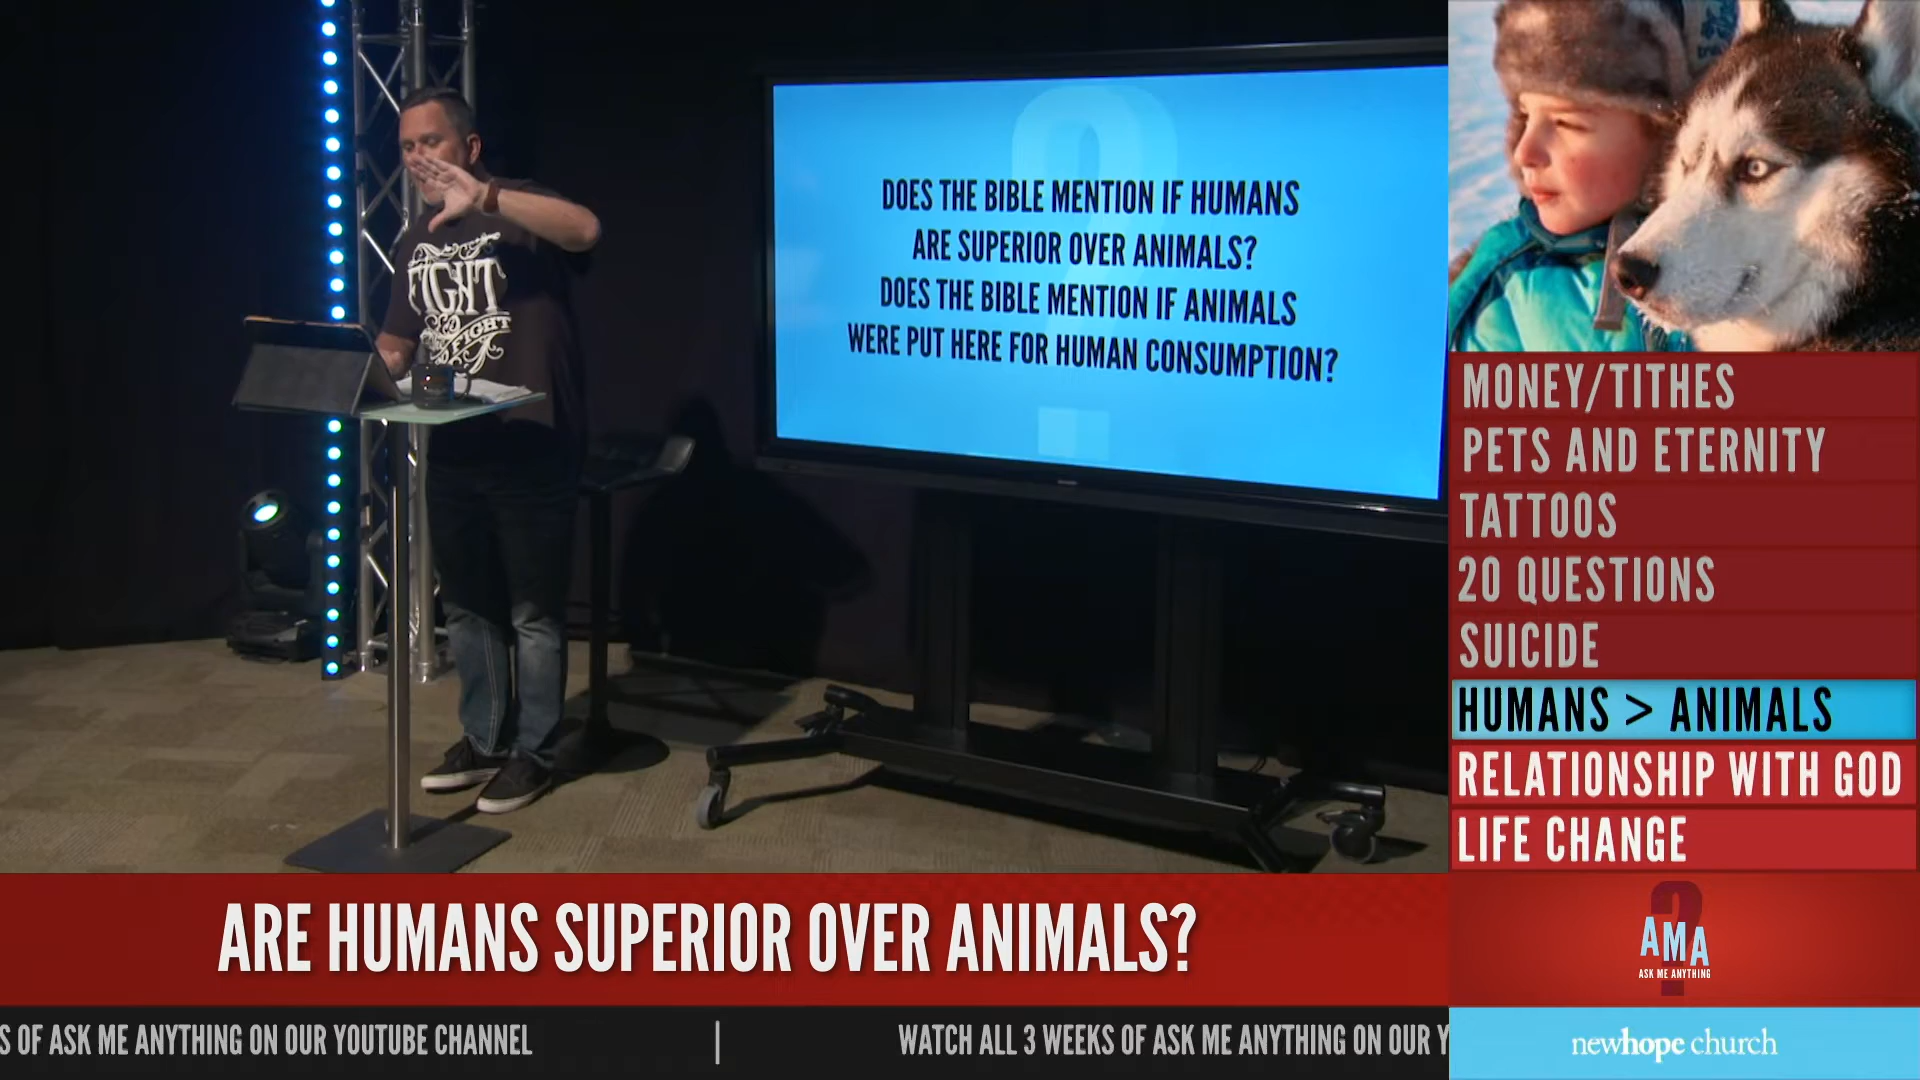 DOES THE BIBLE MENTION IF HUMANS
ARE SUPERIOR OVER ANIMALS?
DOES THE BIBLE MENTION IF ANIMALS
WERE PUT HERE FOR HUMAN CONSUMPTION?
FIGHT
FIGHT
MONEY/TITHES
PETS AND ETERNITY
TATTOOS
20 QUESTIONS
SUICIDE
HUMANS > ANIMALS
RELATIONSHIP WITH GOD
LIFE CHANGE
ARE HUMANS SUPERIOR OVER ANIMALS?
AMA
ASK ME ANYTHING
S OF ASK ME ANYTHING ON OUR YOUTUBE CHANNEL | WATCH ALL 3 WEEKS OF ASK ME ANYTHING ON OUR Y
newhope church